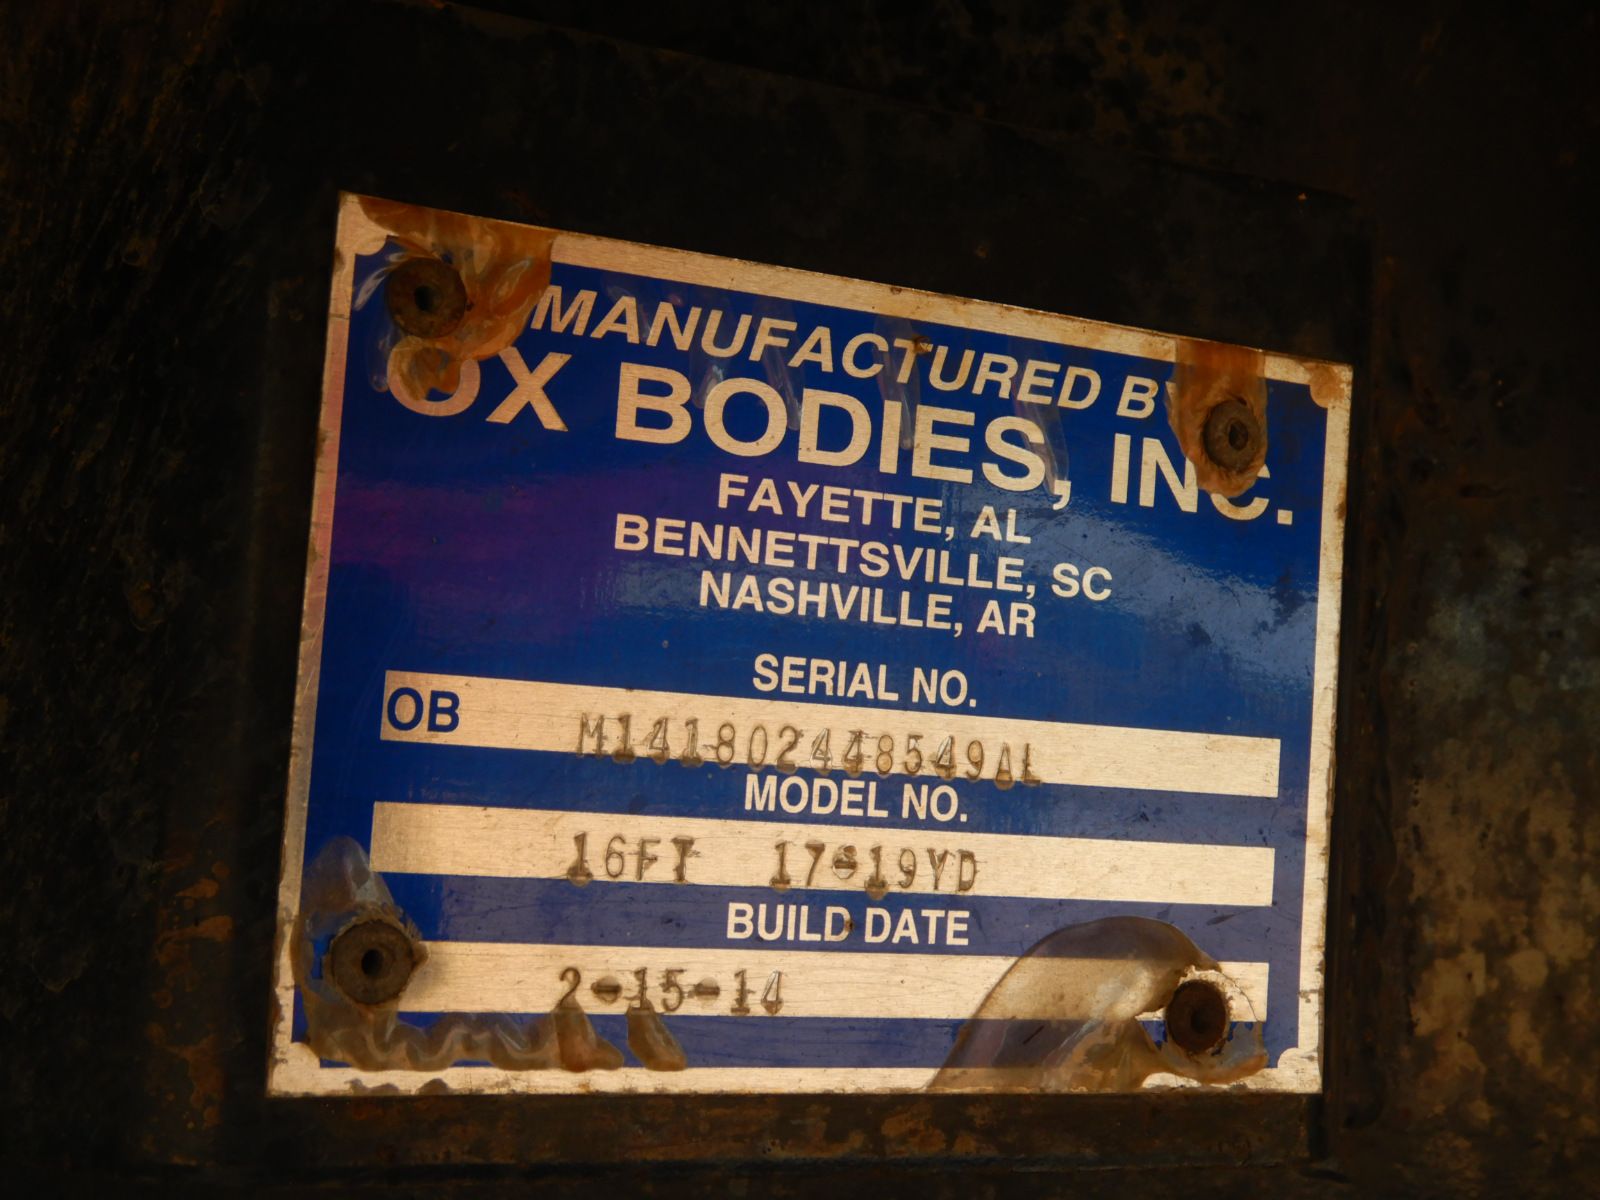 MANUFACTURED BY
OX BODIES, INC.
FAYETTE, AL
BENNETTSVILLE, SC
NASHVILLE, AR
SERIAL NO.
OB M141802448549AL
MODEL NO.
16FT 17-19YD
BUILD DATE
2-15-14